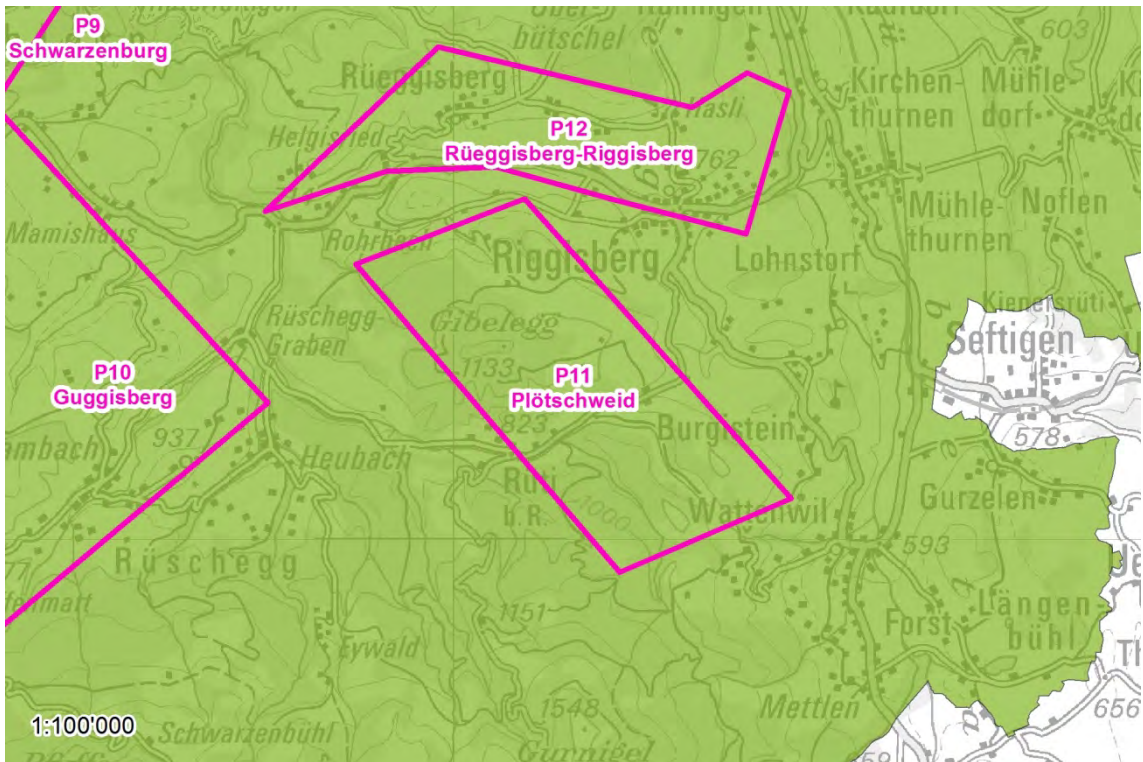 P9
Schwarzenburg
bütschel
603
Rüeggisberg
Kirchen-
thurnen
Mühle-
dorf
Hasli
P12
Rüeggisberg-Riggisberg
762
Helgisried
Mühle-
thurnen
Noflen
Mamishaus
Rohrbach
Riggisberg
Lohnstorf
Kienersrüti
Rüschegg-
Graben
Gibelegg
1133
Seftigen
P10
Guggisberg
P11
Plötschweid
937
823
Burgistein
578
Heubach
Rüti
b.R.
1000
Wattenwil
Gurzelen
593
Rüschegg
1151
Forst
Längen-
bühl
Eywald
1:100'000
Schwarzenbühl
1548
Gurnigel
Mettlen
656